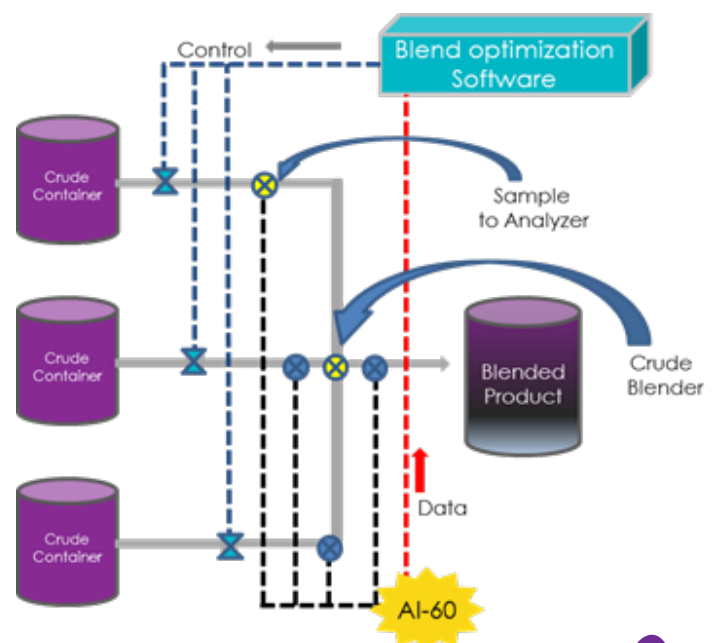 Control
Blend optimization
Software
Crude
Container
Sample
to Analyzer
Crude
Container
Blended
Product
Crude
Blender
Data
Crude
Container
AI-60